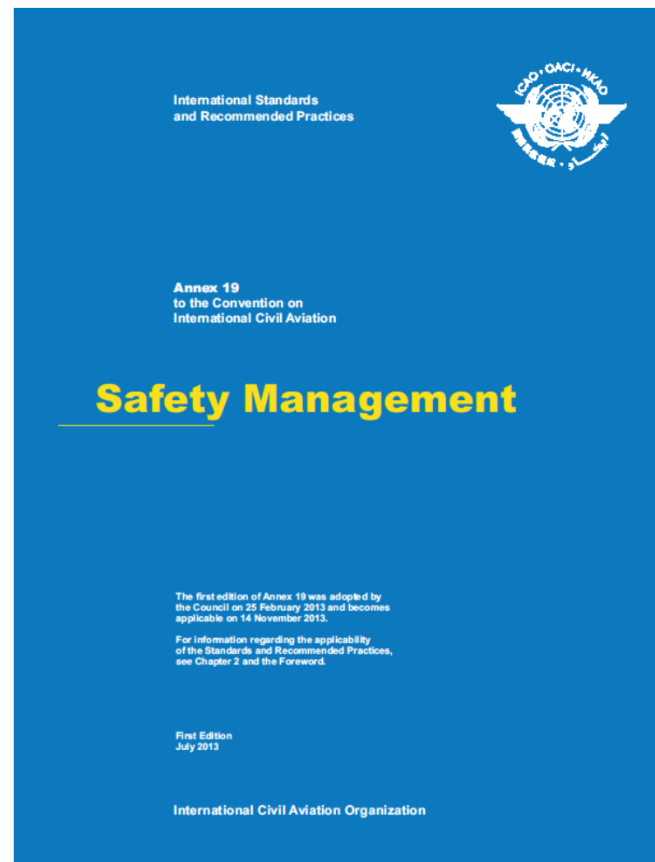 International Standards
and Recommended Practices
ICAO · OACI · ИКАО
Annex 19
to the Convention on
International Civil Aviation
Safety Management
The first edition of Annex 19 was adopted by
the Council on 25 February 2013 and becomes
applicable on 14 November 2013.
For information regarding the applicability
of the Standards and Recommended Practices,
see Chapter 2 and the Foreword.
First Edition
July 2013
International Civil Aviation Organization